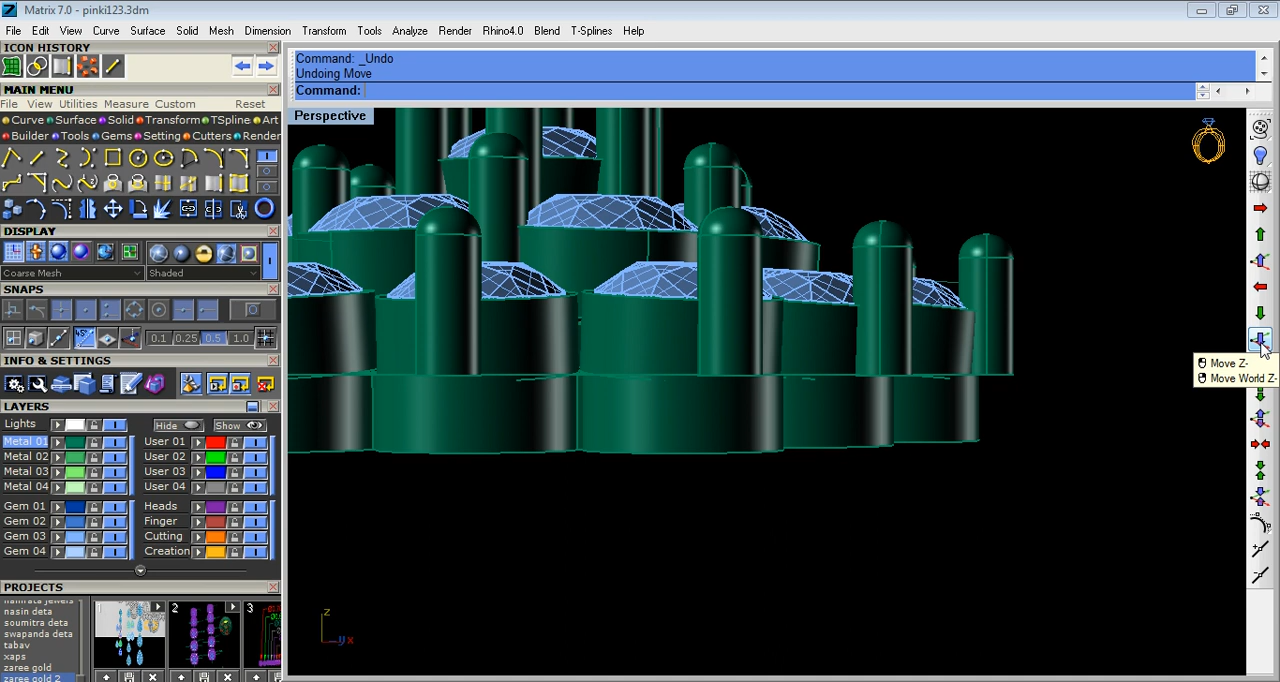 Matrix 7.0 - pinki123.3dm
File Edit View Curve Surface Solid Mesh Dimension Transform Tools Analyze Render Rhino4.0 Blend T-Splines Help
ICON HISTORY
Command: _Undo
Undoing Move
Command:
MAIN MENU
File View Utilities Measure Custom Reset
Curve Surface Solid Transform TSpline Art
Builder Tools Gems Setting Cutters Render
Perspective
DISPLAY
Coarse Mesh Shaded
SNAPS
45°
0.1 0.25 0.5 1.0
INFO & SETTINGS
Move Z-
Move World Z-
LAYERS
Lights Hide Show
Metal 01 User 01
Metal 02 User 02
Metal 03 User 03
Metal 04 User 04
Gem 01 Heads
Gem 02 Finger
Gem 03 Cutting
Gem 04 Creation
PROJECTS
namrata jewels
nasin deta
soumitra deta
swapanda deta
tabav
xaps
zaree gold
zaree gold 2
1 2 3
z
y x